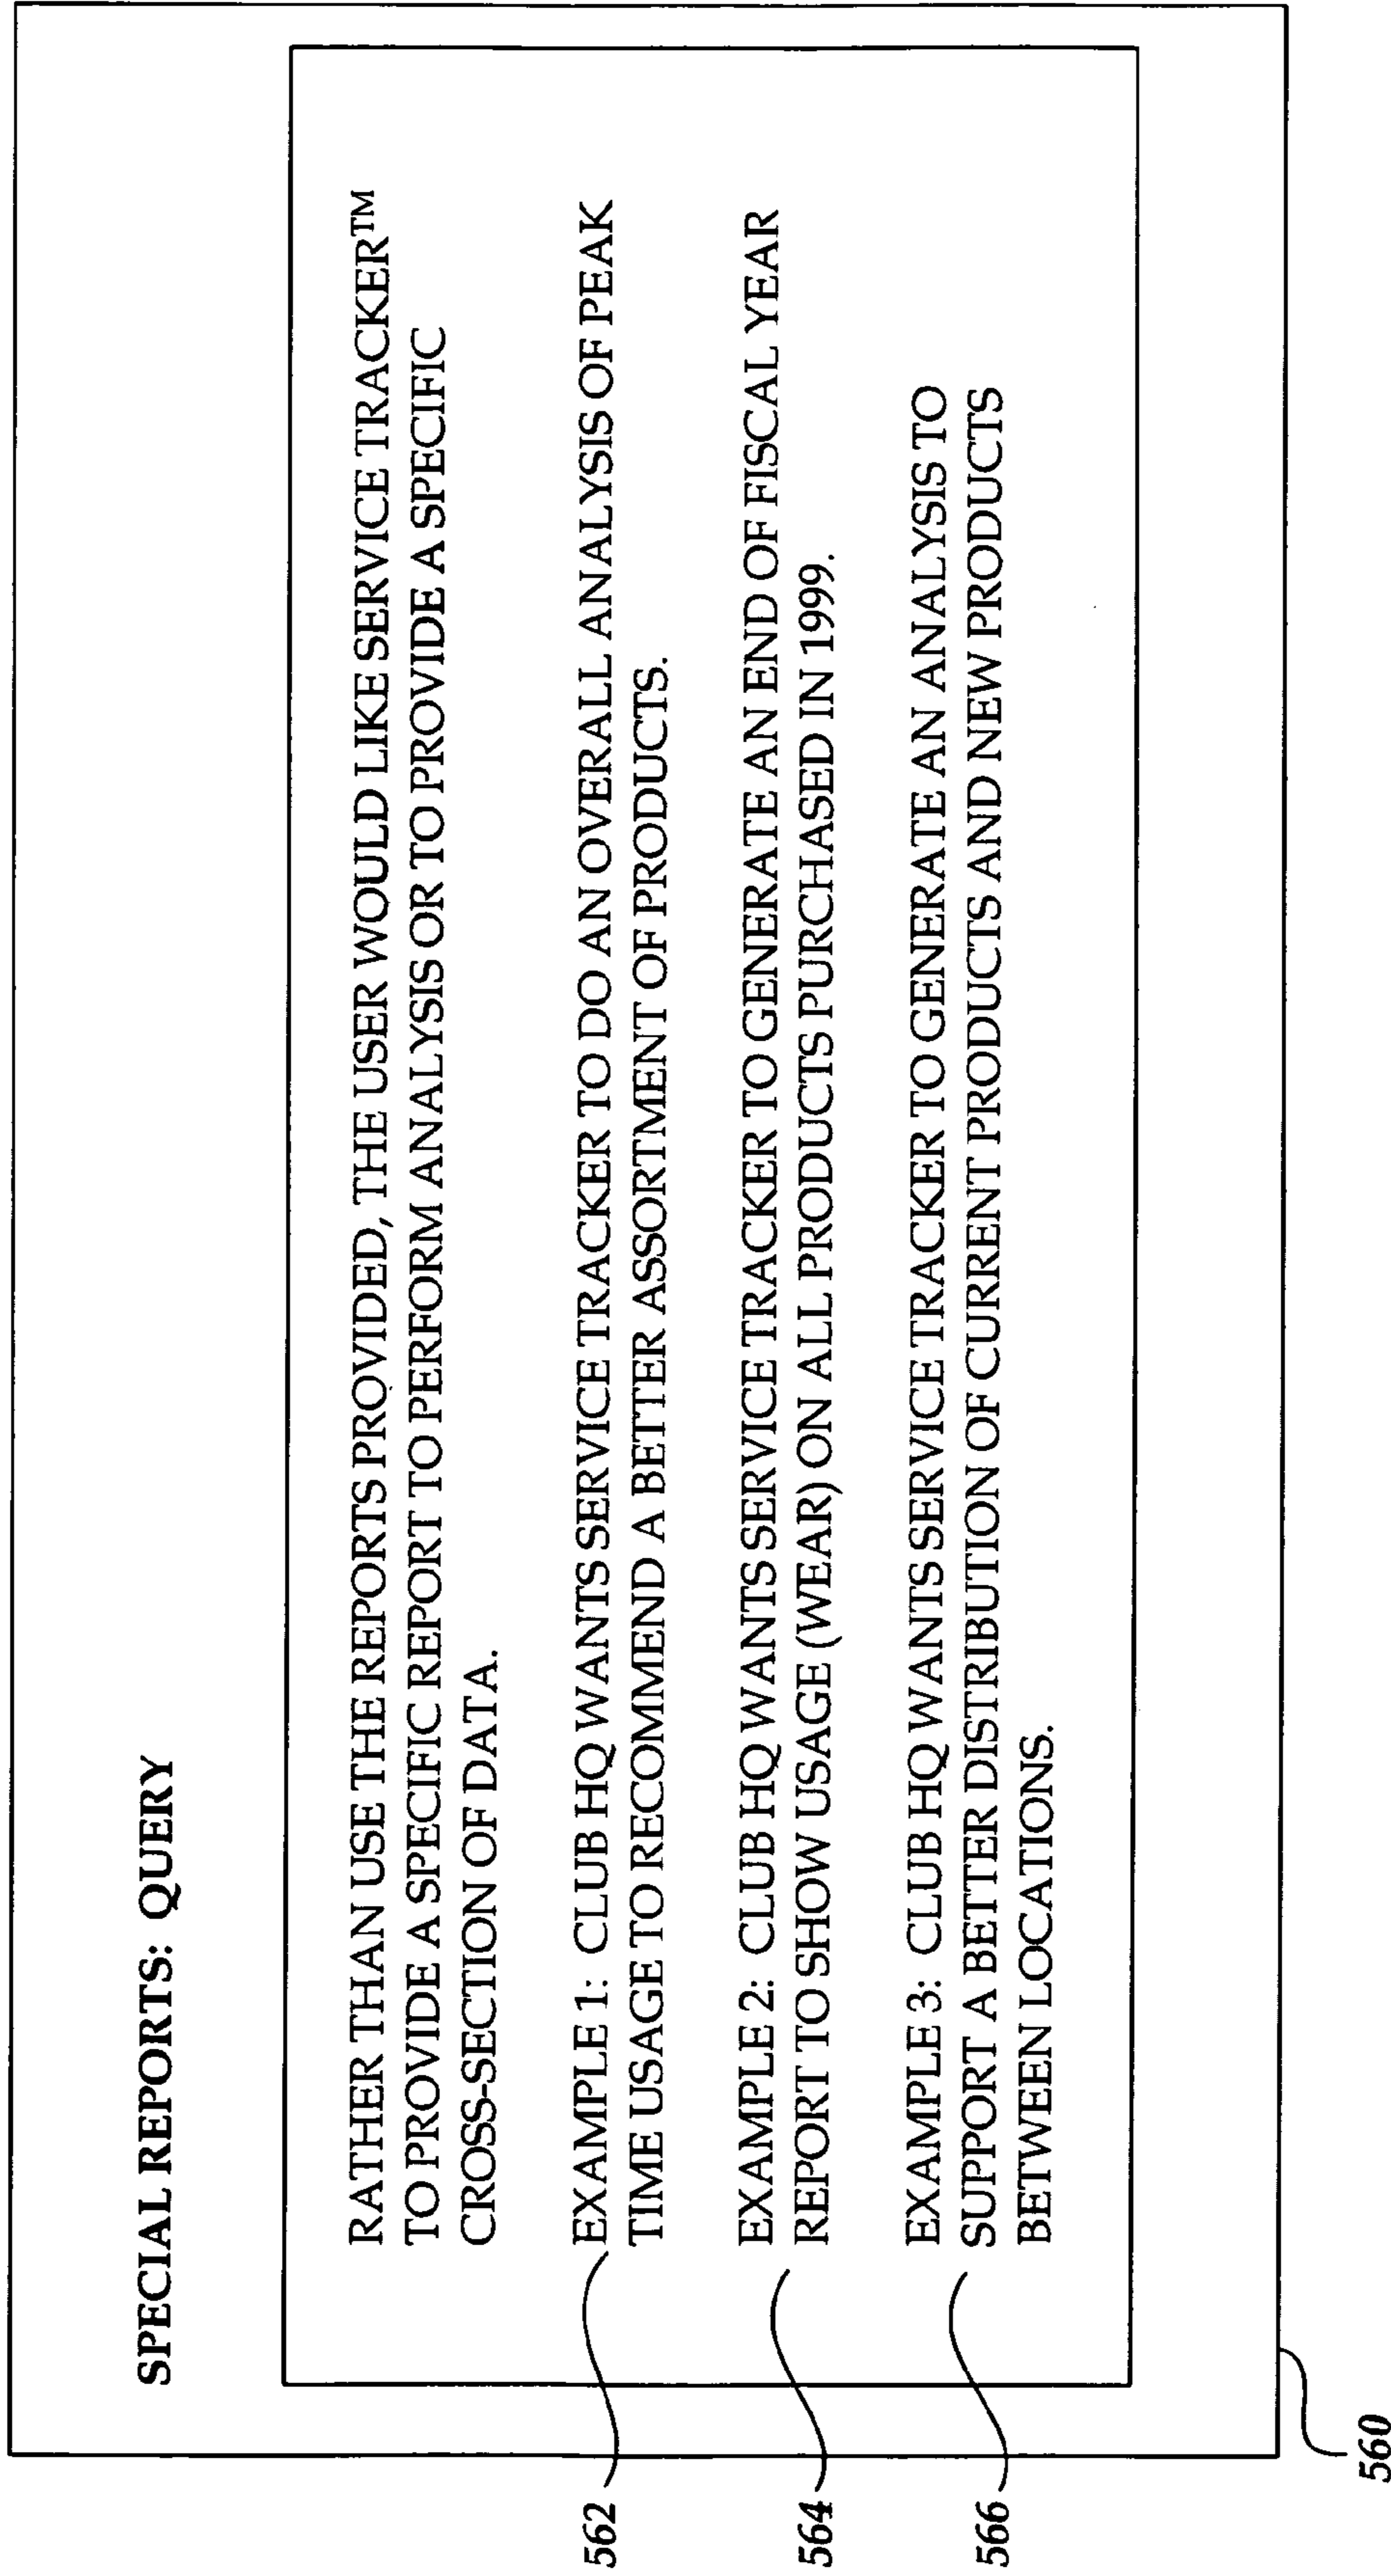 SPECIAL REPORTS: QUERY
RATHER THAN USE THE REPORTS PROVIDED, THE USER WOULD LIKE SERVICE TRACKER™
TO PROVIDE A SPECIFIC REPORT TO PERFORM ANALYSIS OR TO PROVIDE A SPECIFIC
CROSS-SECTION OF DATA.
562
EXAMPLE 1: CLUB HQ WANTS SERVICE TRACKER TO DO AN OVERALL ANALYSIS OF PEAK
TIME USAGE TO RECOMMEND A BETTER ASSORTMENT OF PRODUCTS.
564
EXAMPLE 2: CLUB HQ WANTS SERVICE TRACKER TO GENERATE AN END OF FISCAL YEAR
REPORT TO SHOW USAGE (WEAR) ON ALL PRODUCTS PURCHASED IN 1999.
566
EXAMPLE 3: CLUB HQ WANTS SERVICE TRACKER TO GENERATE AN ANALYSIS TO
SUPPORT A BETTER DISTRIBUTION OF CURRENT PRODUCTS AND NEW PRODUCTS
BETWEEN LOCATIONS.
560